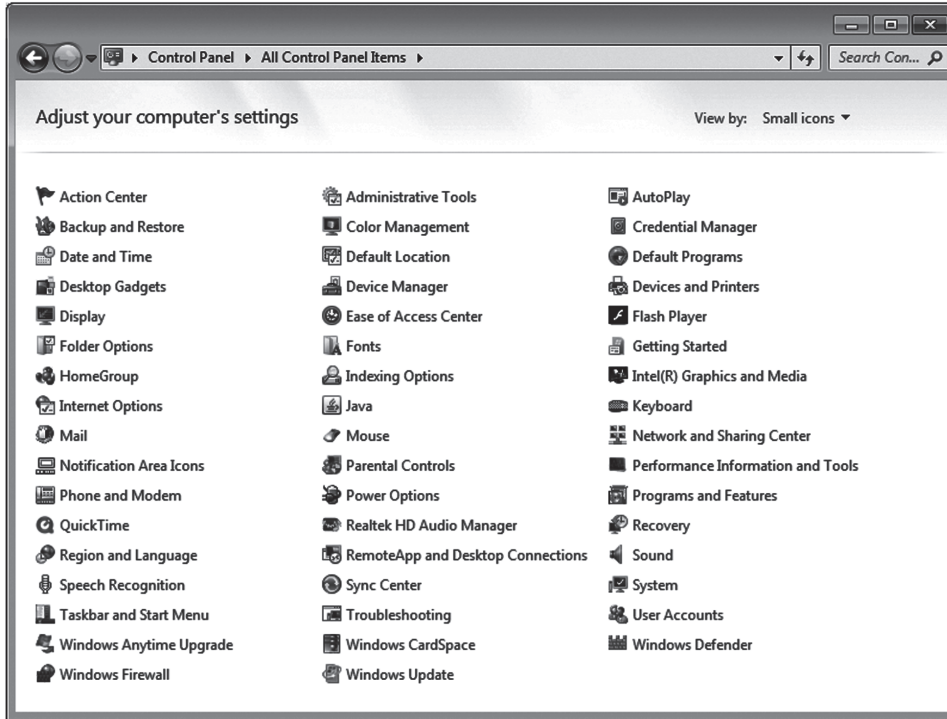 Control Panel All Control Panel Items Search Con...
Adjust your computer's settings View by: Small icons
Action Center Administrative Tools AutoPlay
Backup and Restore Color Management Credential Manager
Date and Time Default Location Default Programs
Desktop Gadgets Device Manager Devices and Printers
Display Ease of Access Center Flash Player
Folder Options Fonts Getting Started
HomeGroup Indexing Options Intel(R) Graphics and Media
Internet Options Java Keyboard
Mail Mouse Network and Sharing Center
Notification Area Icons Parental Controls Performance Information and Tools
Phone and Modem Power Options Programs and Features
QuickTime Realtek HD Audio Manager Recovery
Region and Language RemoteApp and Desktop Connections Sound
Speech Recognition Sync Center System
Taskbar and Start Menu Troubleshooting User Accounts
Windows Anytime Upgrade Windows CardSpace Windows Defender
Windows Firewall Windows Update